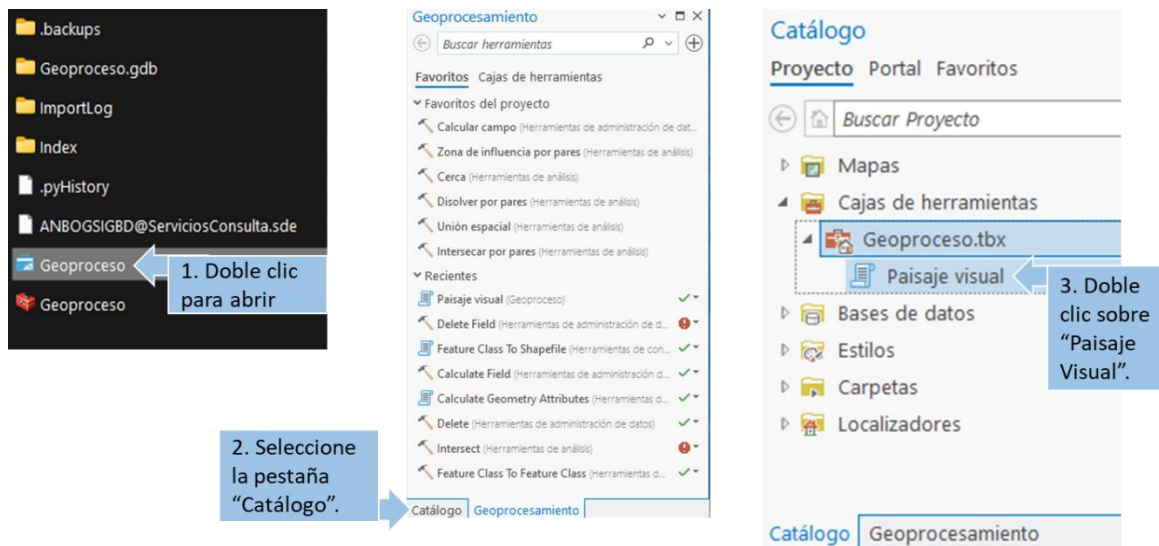 .backups
Geoproceso.gdb
ImportLog
Index
.pyHistory
ANBOGSIGBD@ServiciosConsulta.sde
Geoproceso
Geoproceso
1. Doble clic
para abrir
Geoprocesamiento
Buscar herramientas
Favoritos Cajas de herramientas
Favoritos del proyecto
Calcular campo (Herramientas de administración de dat...
Zona de influencia por pares (Herramientas de análisis)
Cerca (Herramientas de análisis)
Disolver por pares (Herramientas de análisis)
Unión espacial (Herramientas de análisis)
Intersecar por pares (Herramientas de análisis)
Recientes
Paisaje visual (Geoproceso)
Delete Field (Herramientas de administración de d...
Feature Class To Shapefile (Herramientas de con...
Calculate Field (Herramientas de administración d...
Calculate Geometry Attributes (Herramientas d...
Delete (Herramientas de administración de datos)
Intersect (Herramientas de análisis)
Feature Class To Feature Class (Herramientas d...
Catálogo Geoprocesamiento
2. Seleccione
la pestaña
“Catálogo”.
Catálogo
Proyecto Portal Favoritos
Buscar Proyecto
Mapas
Cajas de herramientas
Geoproceso.tbx
Paisaje visual
Bases de datos
Estilos
Carpetas
Localizadores
3. Doble
clic sobre
“Paisaje
Visual”.
Catálogo Geoprocesamiento